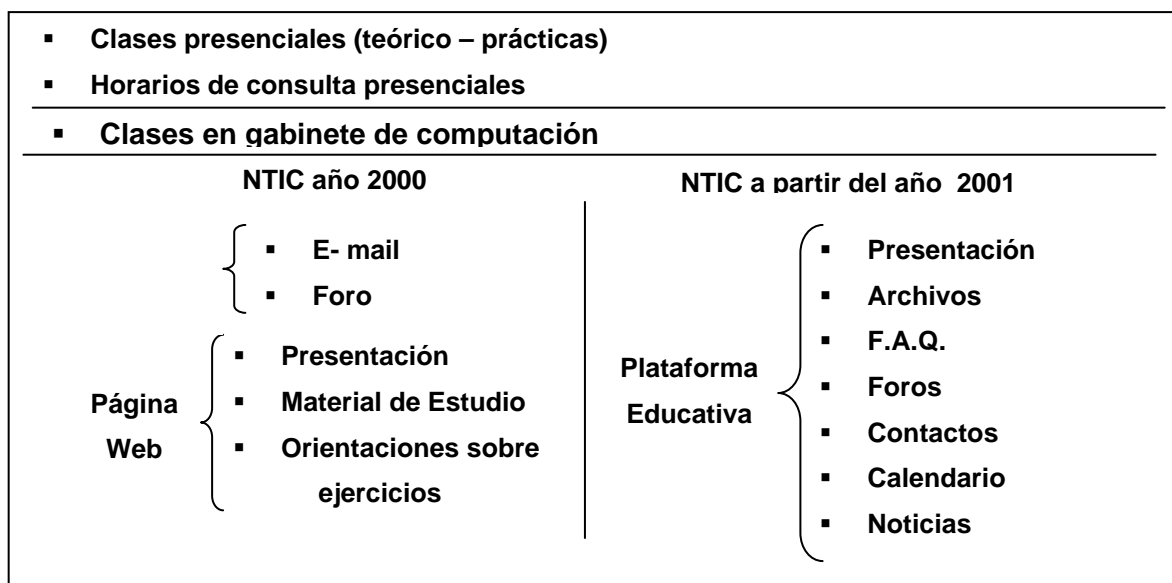 ▪ Clases presenciales (teórico – prácticas)
▪ Horarios de consulta presenciales
▪ Clases en gabinete de computación
NTIC año 2000
▪ E- mail
▪ Foro
Página
Web
▪ Presentación
▪ Material de Estudio
▪ Orientaciones sobre
ejercicios
NTIC a partir del año 2001
Plataforma
Educativa
▪ Presentación
▪ Archivos
▪ F.A.Q.
▪ Foros
▪ Contactos
▪ Calendario
▪ Noticias